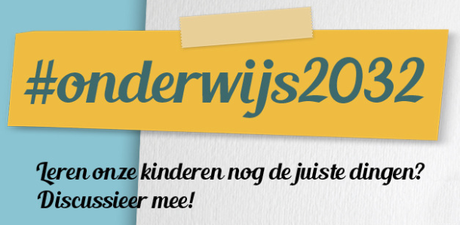 #onderwijs2032
Leren onze kinderen nog de juiste dingen?
Discussieer mee!